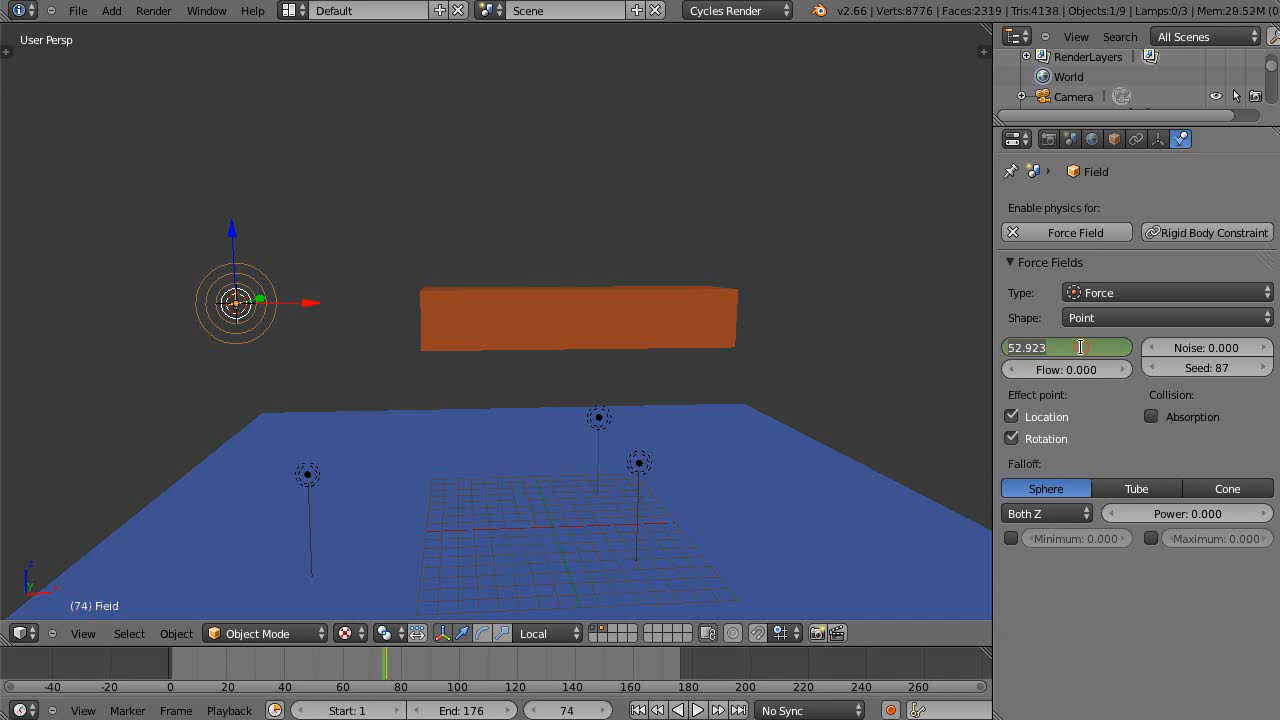 File Add Render Window Help Default Scene Cycles Render v2.66 | Verts:8776 | Faces:2319 | Tris:4138 | Objects:1/9 | Lamps:0/3 | Mem:29.52M (0
User Persp
View Search All Scenes
RenderLayers
World
Camera
Field
Enable physics for:
Force Field Rigid Body Constraint
Force Fields
Type: Force
Shape: Point
52.923 Noise: 0.000
Flow: 0.000 Seed: 87
Effect point: Collision:
Location Absorption
Rotation
Falloff:
Sphere Tube Cone
Both Z Power: 0.000
Minimum: 0.000 Maximum: 0.000
z
y
x
(74) Field
View Select Object Object Mode Local
-40 -20 0 20 40 60 80 100 120 140 160 180 200 220 240 260
View Marker Frame Playback Start: 1 End: 176 74 No Sync